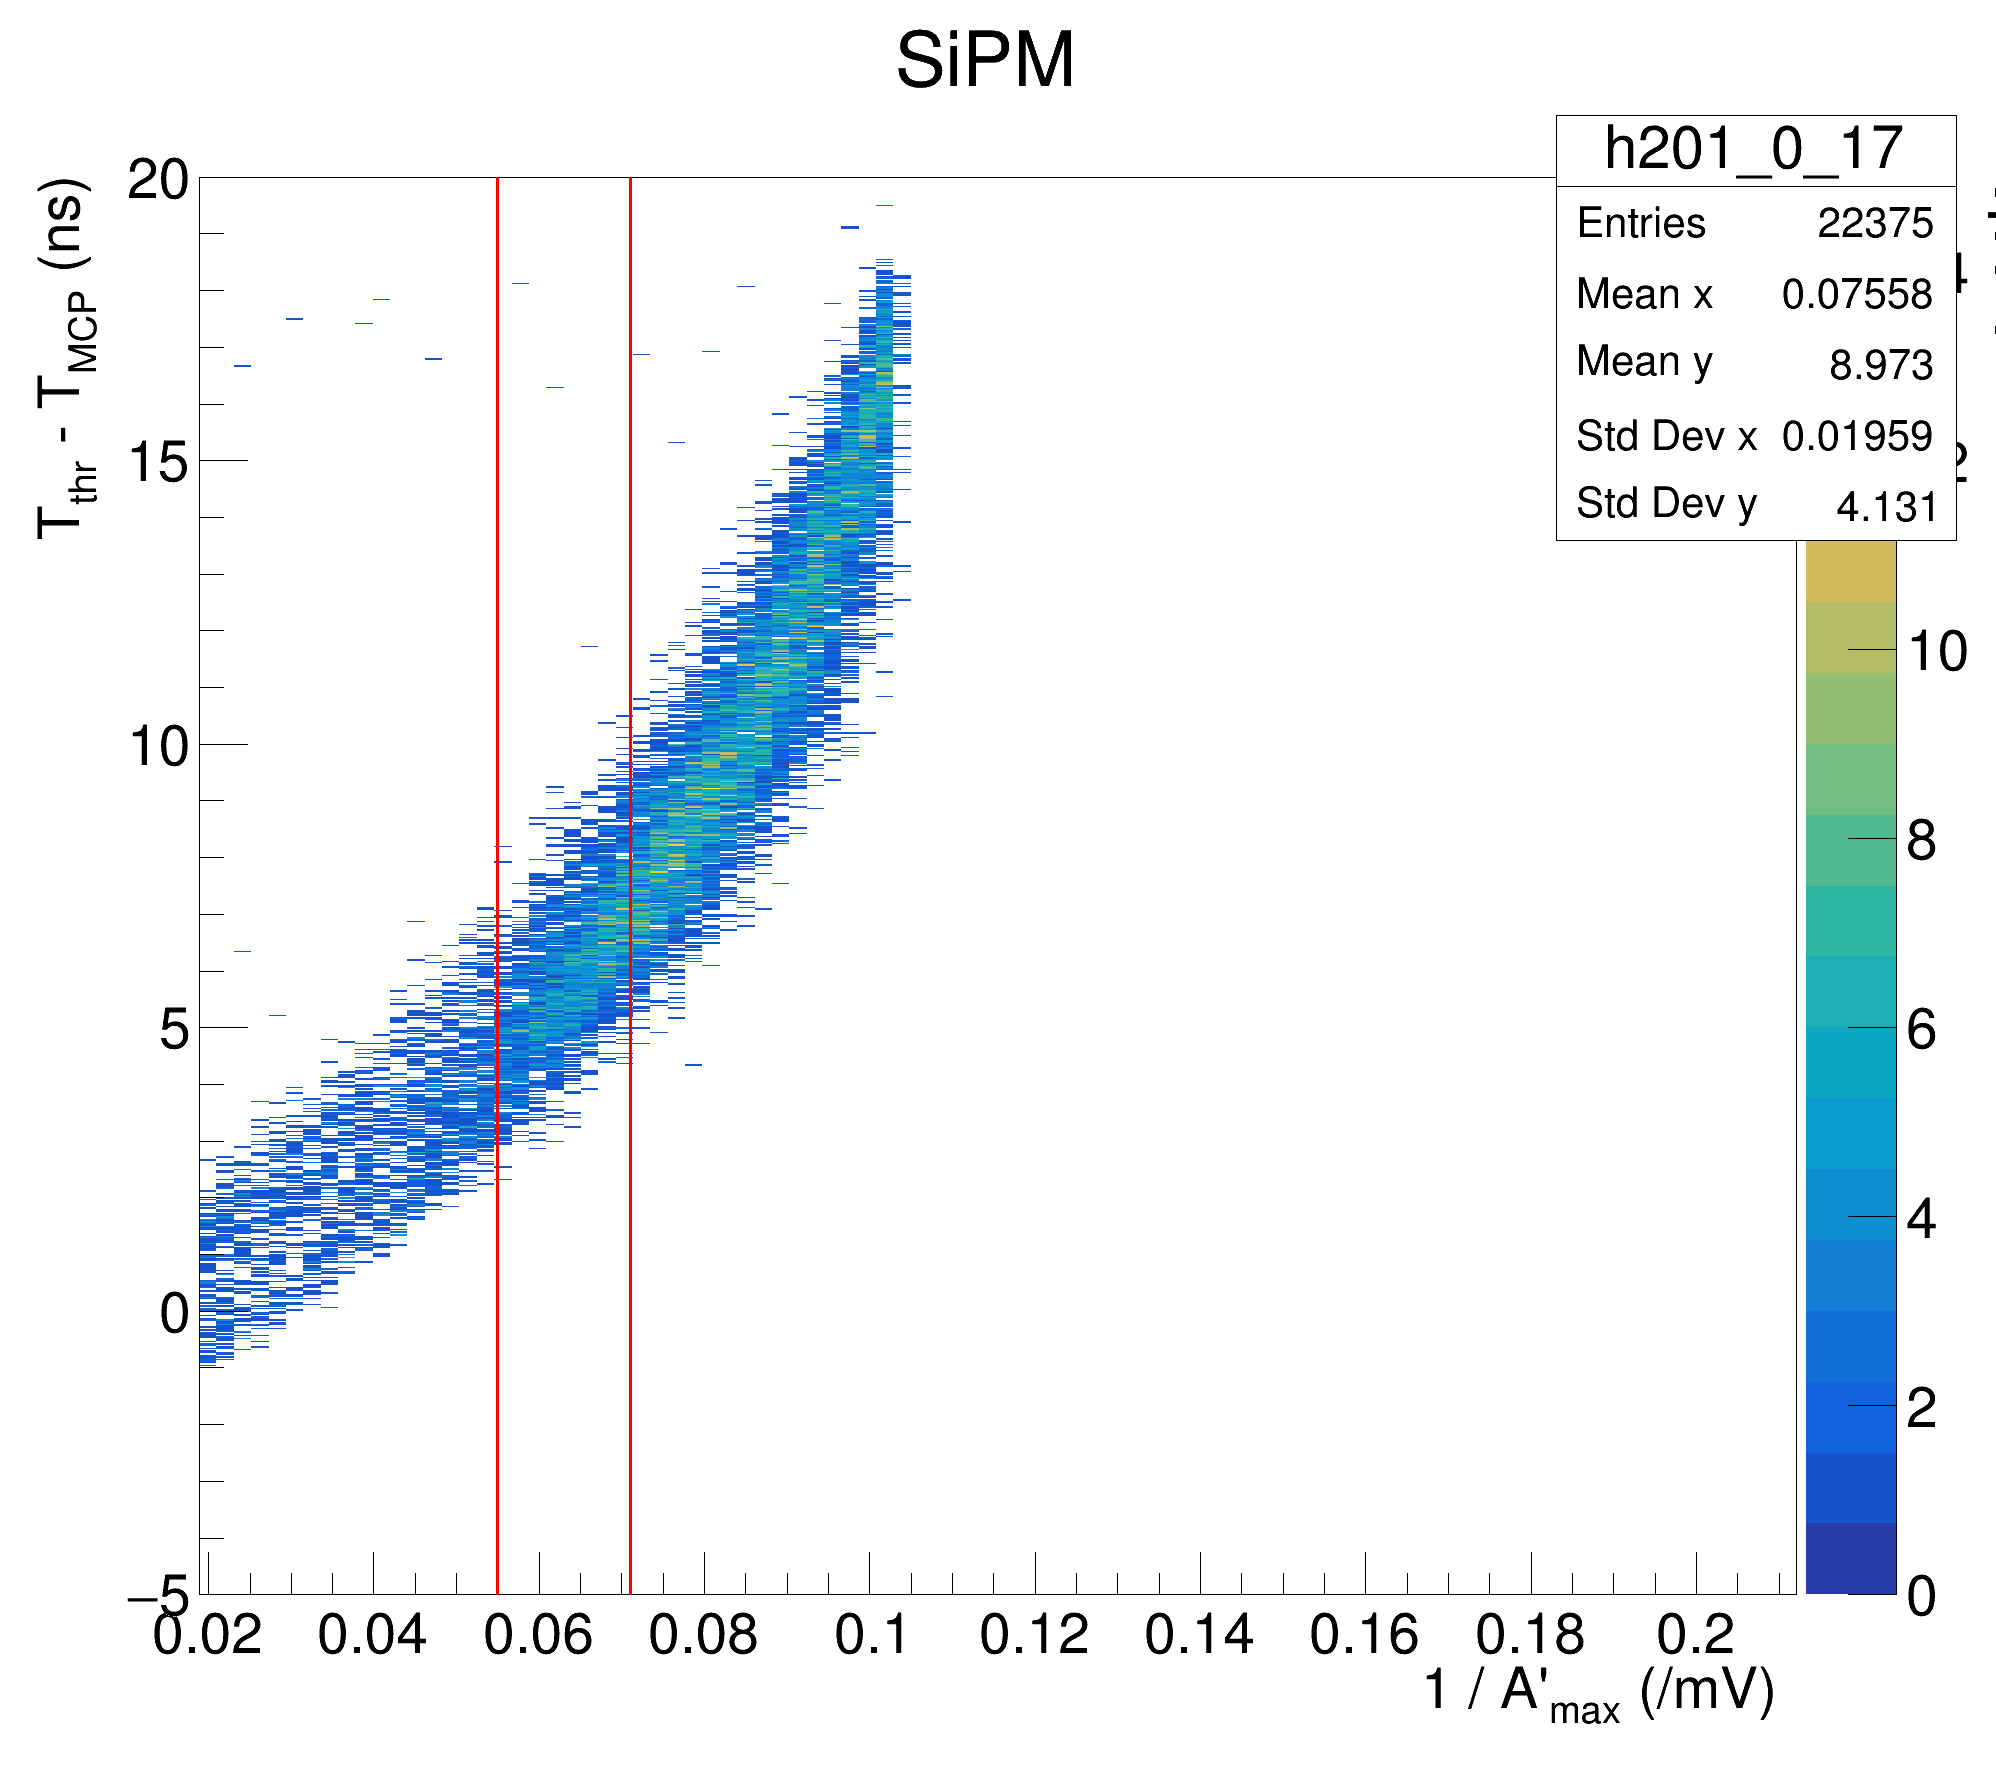 SiPM
h201_0_17
Entries 22375
Mean x 0.07558
Mean y 8.973
Std Dev x 0.01959
Std Dev y 4.131
T_thr - T_MCP (ns)
20
15
10
5
0
−5
0.02 0.04 0.06 0.08 0.1 0.12 0.14 0.16 0.18 0.2
1 / A'_max (/mV)
10
8
6
4
2
0